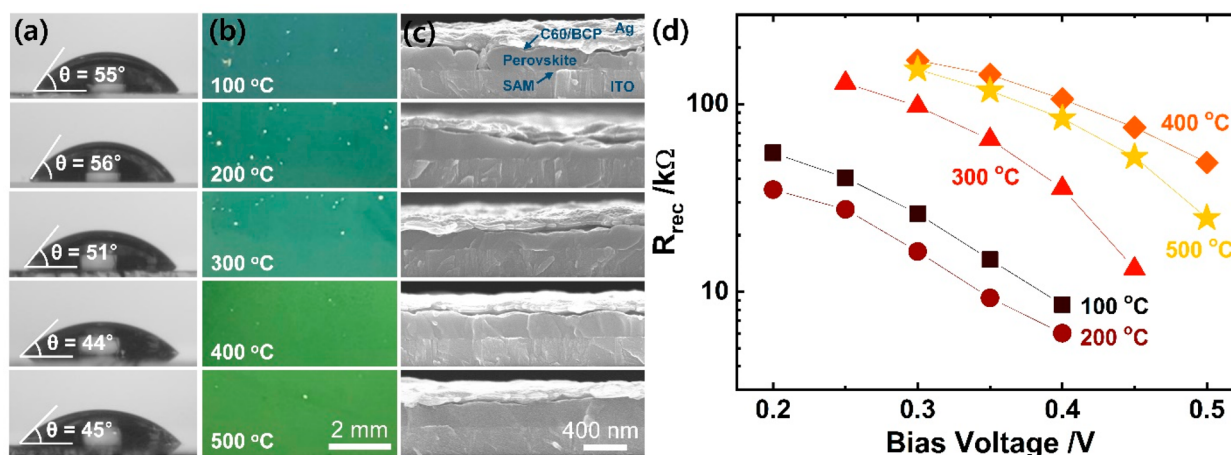 (a)
θ = 55°
θ = 56°
θ = 51°
θ = 44°
θ = 45°
(b)
100 °C
200 °C
300 °C
400 °C
500 °C
2 mm
(c)
C60/BCP
Ag
Perovskite
SAM
ITO
400 nm
(d)
R_rec /kΩ
100
10
400 °C
300 °C
500 °C
100 °C
200 °C
0.2
0.3
0.4
0.5
Bias Voltage /V